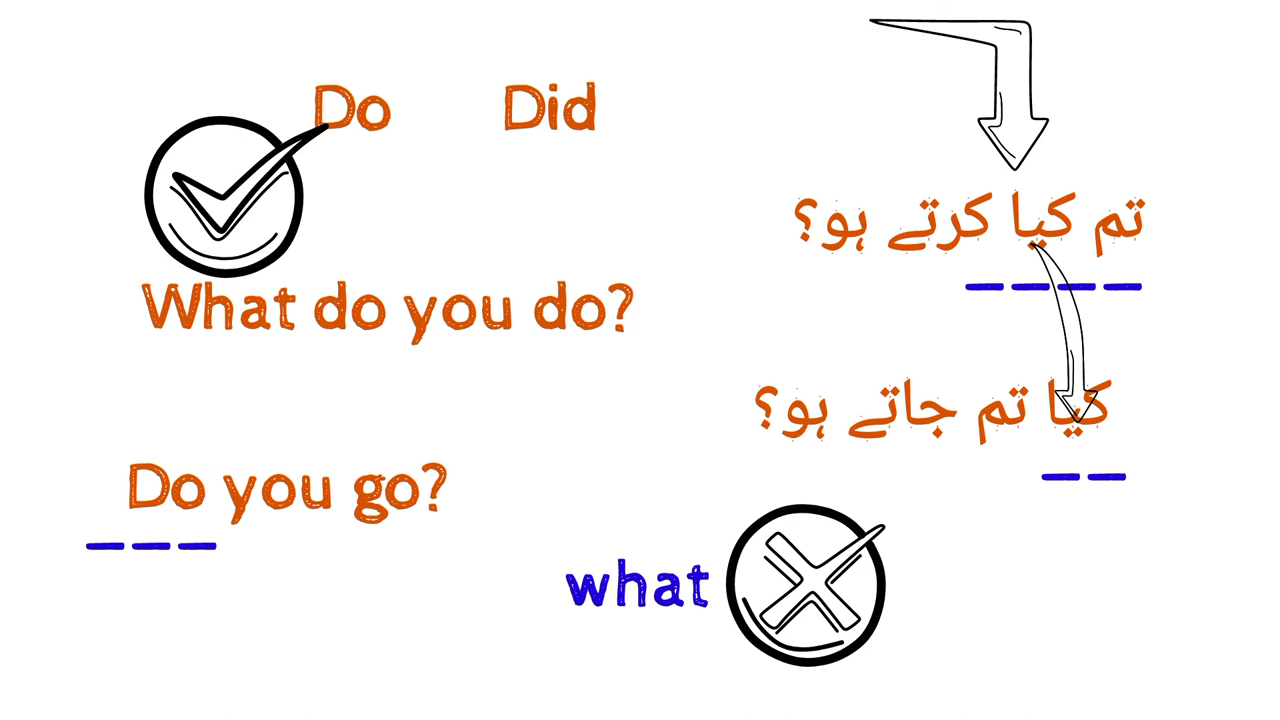 Do Did
تم کیا کرتے ہو؟
What do you do?
کیا تم جاتے ہو؟
Do you go?
what